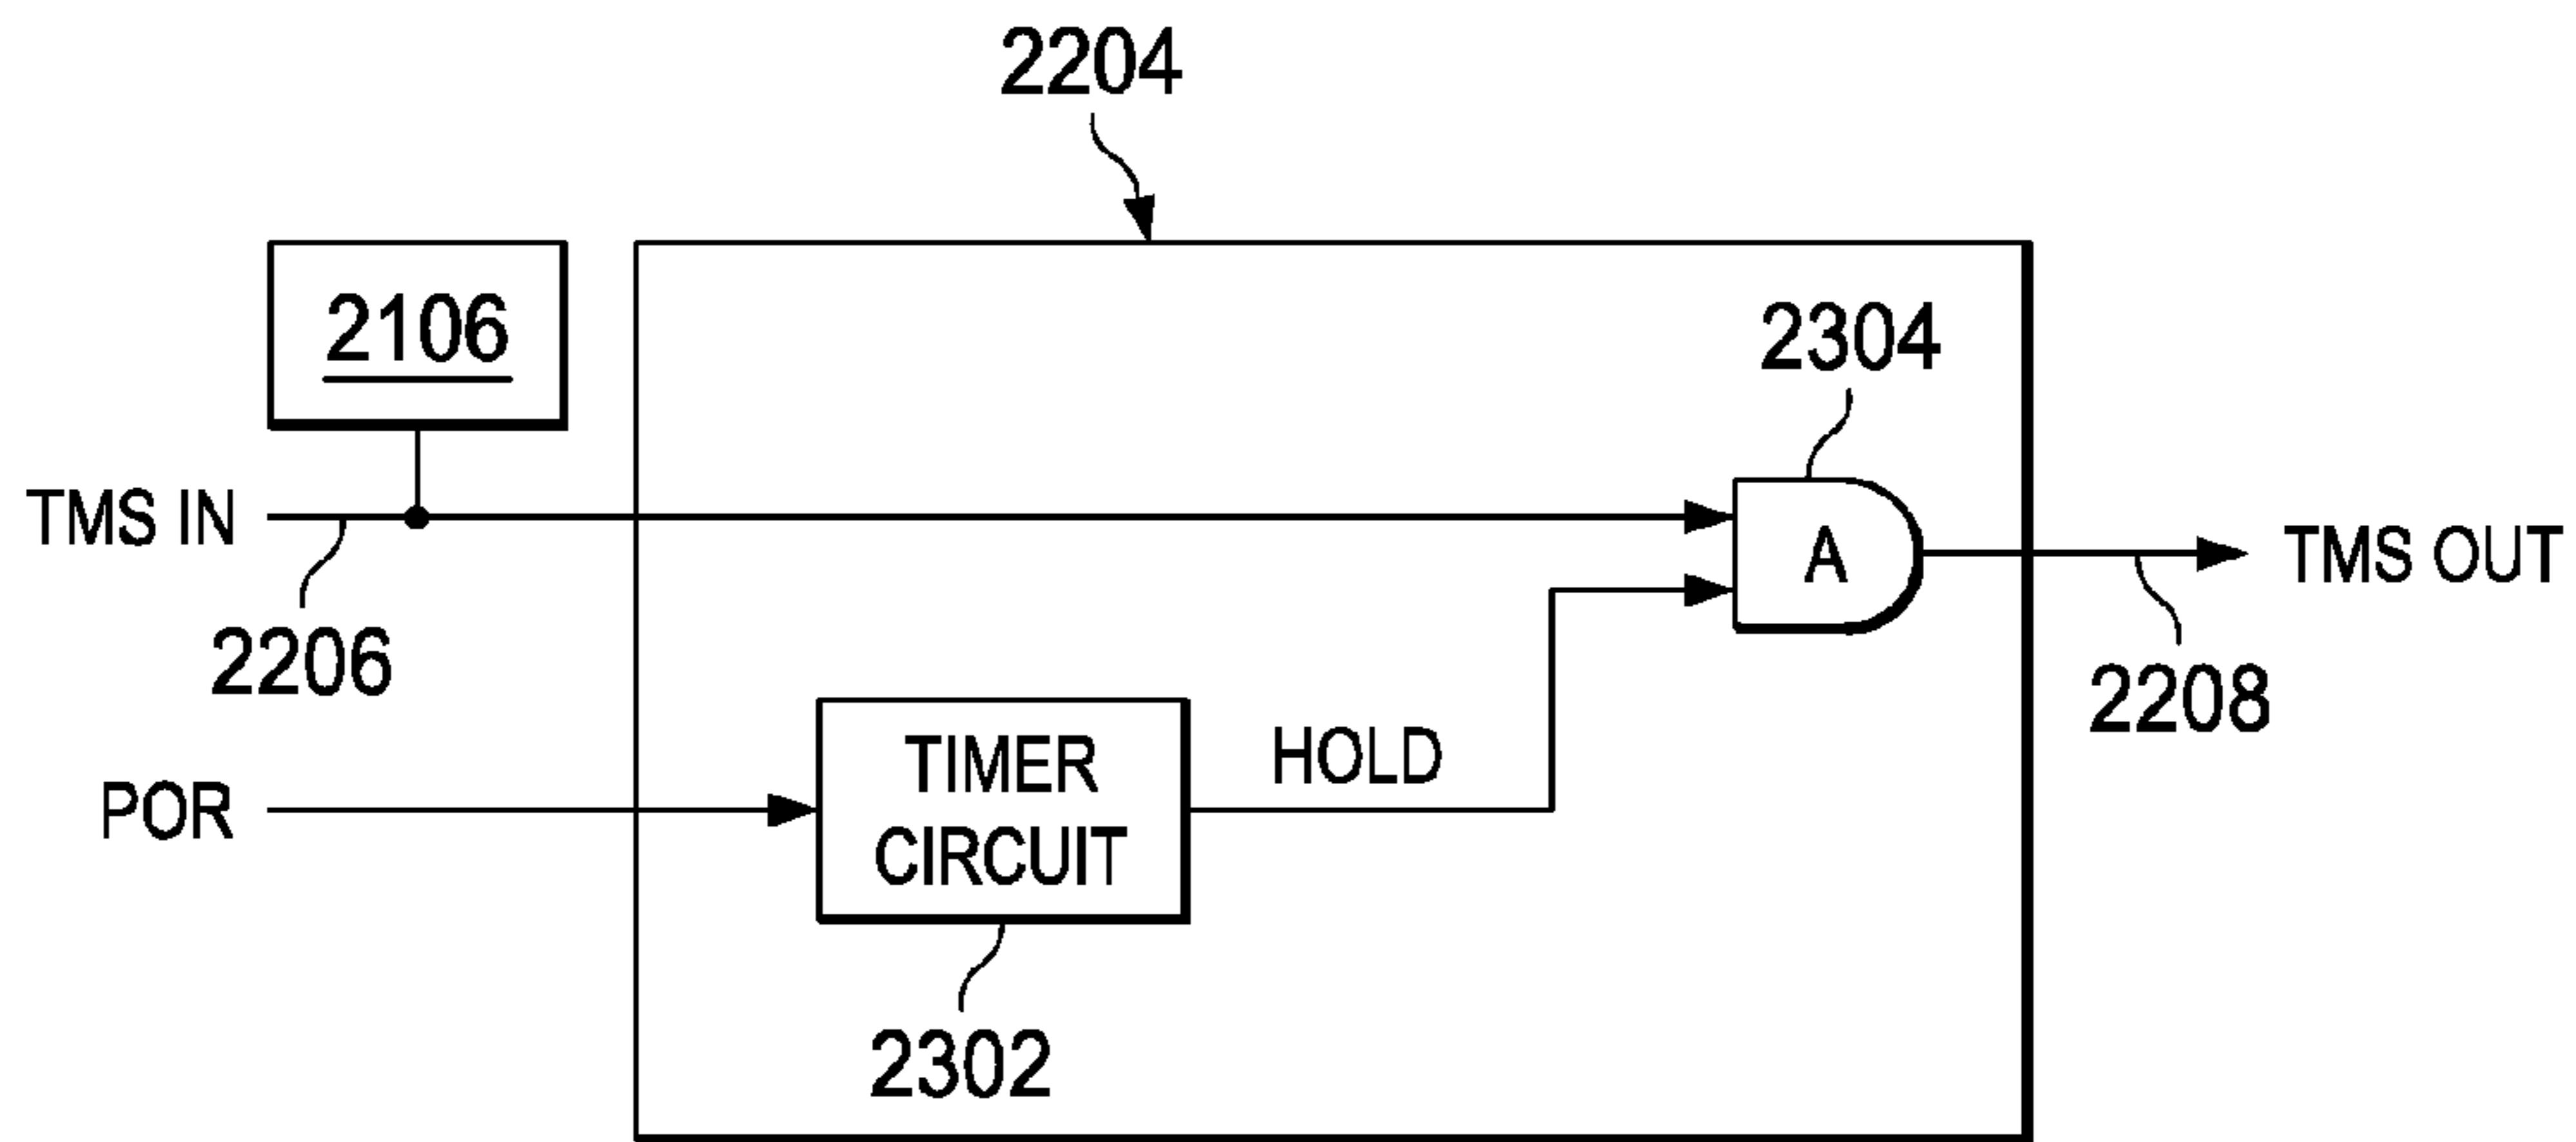 2204
2106
2304
TMS IN
A
TMS OUT
2206
2208
TIMER
CIRCUIT
HOLD
POR
2302